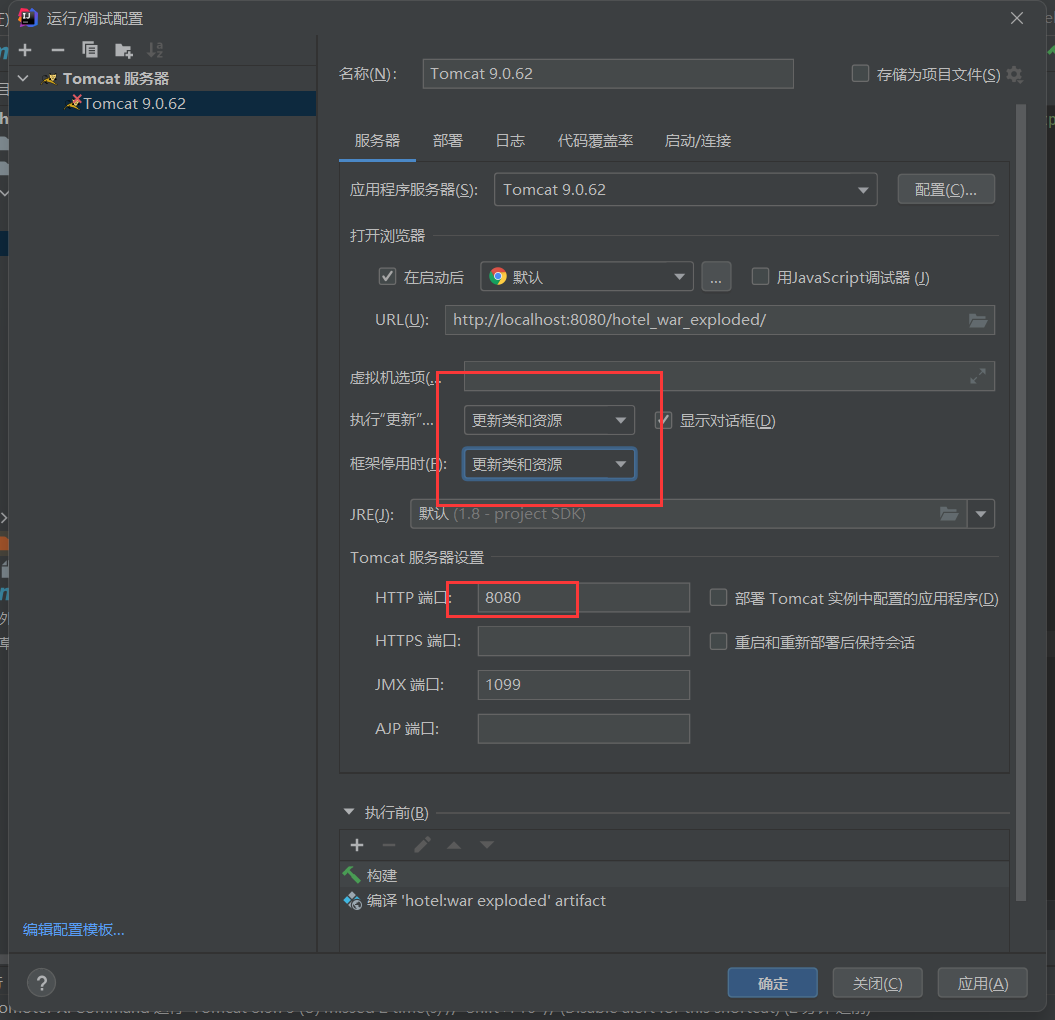 运行/调试配置
Tomcat 服务器
Tomcat 9.0.62
编辑配置模板...
名称(N):
Tomcat 9.0.62
存储为项目文件(S)
服务器 部署 日志 代码覆盖率 启动/连接
应用程序服务器(S): Tomcat 9.0.62 配置(C)...
打开浏览器
在启动后 默认 ... 用JavaScript调试器 (J)
URL(U): http://localhost:8080/hotel_war_exploded/
虚拟机选项(...
执行“更新”... 更新类和资源 显示对话框(D)
框架停用时(F): 更新类和资源
JRE(J): 默认 (1.8 - project SDK)
Tomcat 服务器设置
HTTP 端口: 8080 部署 Tomcat 实例中配置的应用程序(D)
HTTPS 端口: 重启和重新部署后保持会话
JMX 端口: 1099
AJP 端口:
执行前(B)
构建
编译 'hotel:war exploded' artifact
? 确定 关闭(C) 应用(A)